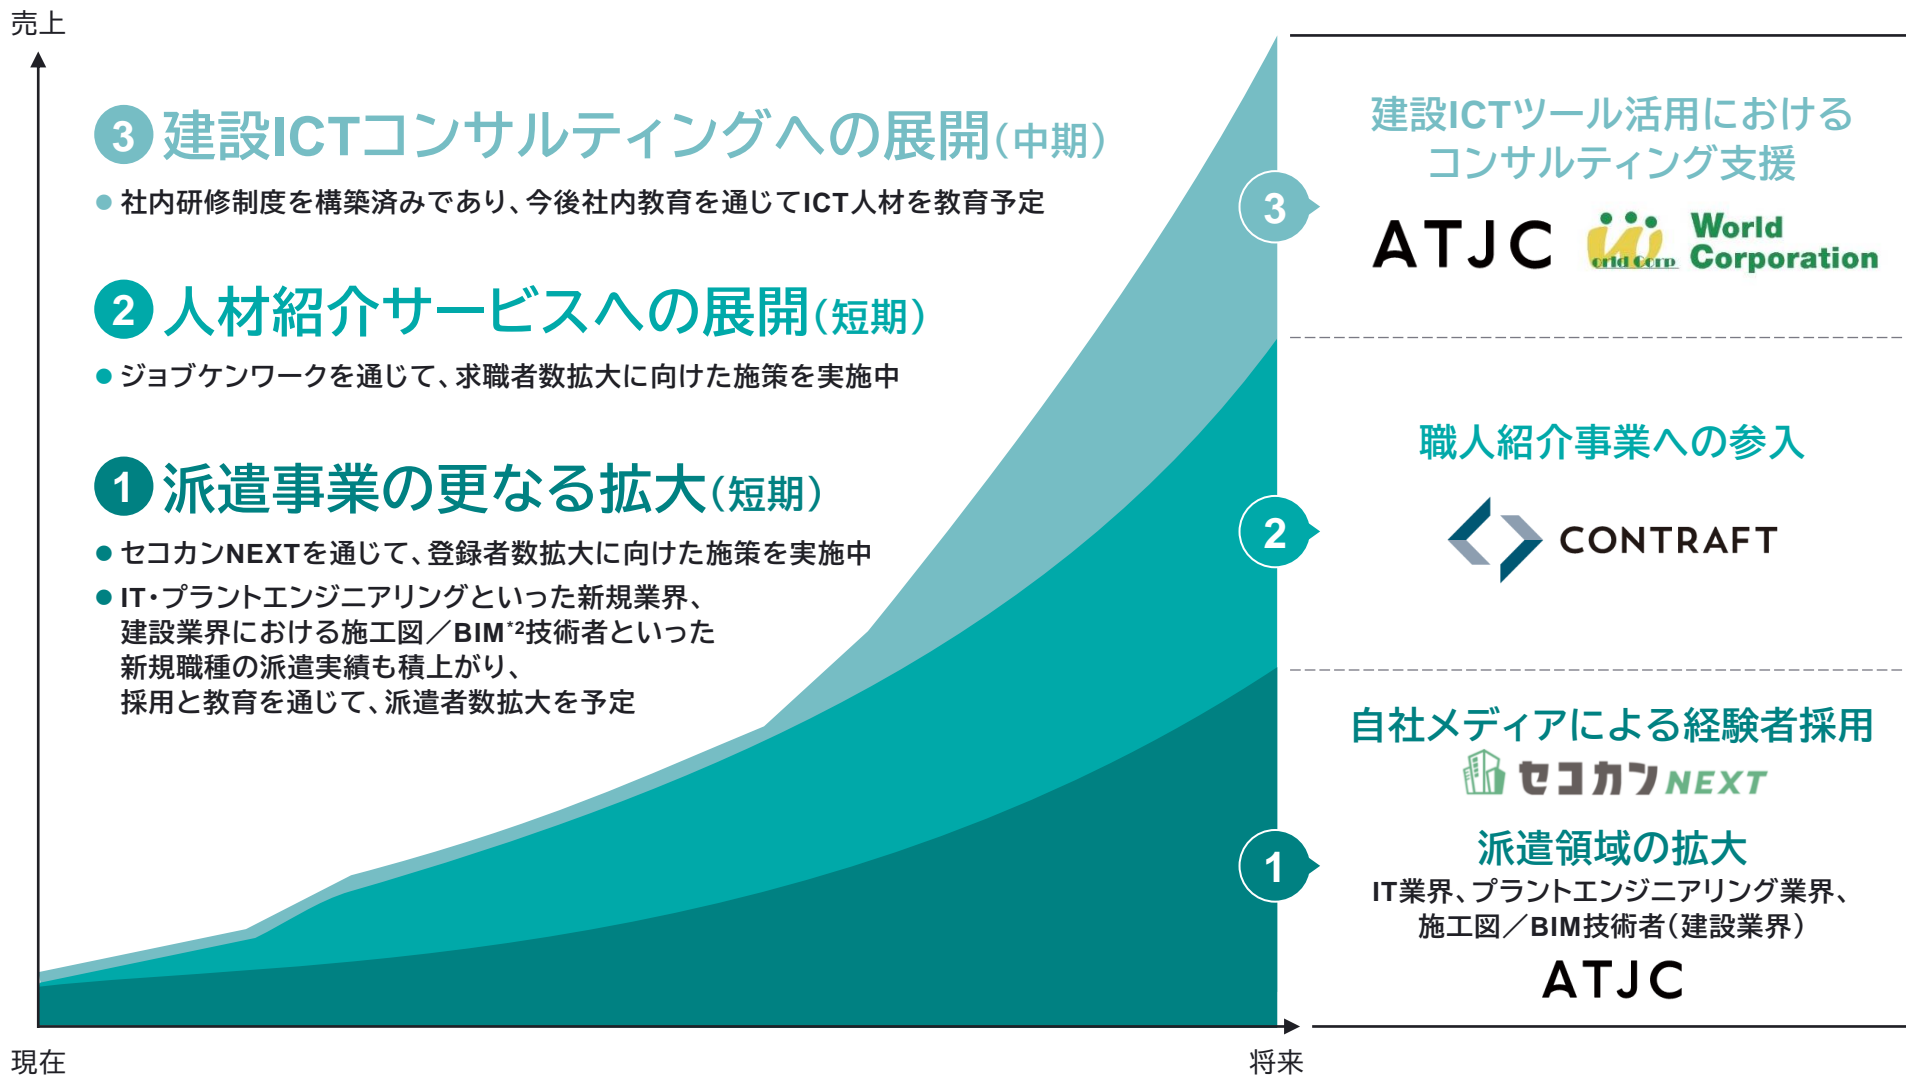 売上
3 建設ICTコンサルティングへの展開(中期)
● 社内研修制度を構築済みであり、今後社内教育を通じてICT人材を教育予定
2 人材紹介サービスへの展開(短期)
● ジョブケンワークを通じて、求職者数拡大に向けた施策を実施中
1 派遣事業の更なる拡大(短期)
● セコカンNEXTを通じて、登録者数拡大に向けた施策を実施中
● IT・プラントエンジニアリングといった新規業界、
建設業界における施工図／BIM*2技術者といった
新規職種の派遣実績も積上がり、
採用と教育を通じて、派遣者数拡大を予定
現在
将来
3
建設ICTツール活用における
コンサルティング支援
ATJC
orld Corp.
World
Corporation
2
職人紹介事業への参入
CONTRAFT
1
自社メディアによる経験者採用
セコカンNEXT
派遣領域の拡大
IT業界、プラントエンジニアリング業界、
施工図／BIM技術者(建設業界)
ATJC